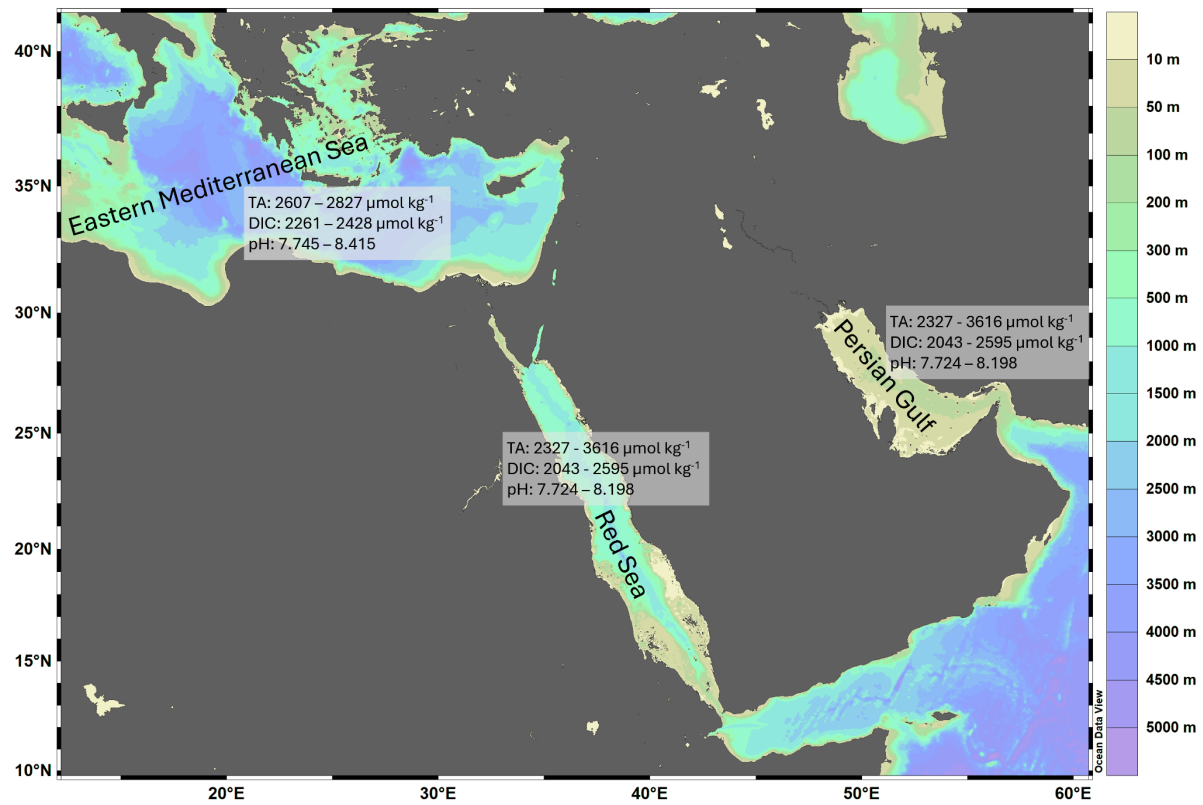 40°N
35°N
30°N
25°N
20°N
15°N
10°N
20°E
30°E
40°E
50°E
60°E
Eastern Mediterranean Sea
TA: 2607 – 2827 µmol kg⁻¹
DIC: 2261 – 2428 µmol kg⁻¹
pH: 7.745 – 8.415
TA: 2327 - 3616 µmol kg⁻¹
DIC: 2043 - 2595 µmol kg⁻¹
pH: 7.724 – 8.198
Persian Gulf
TA: 2327 - 3616 µmol kg⁻¹
DIC: 2043 - 2595 µmol kg⁻¹
pH: 7.724 – 8.198
Red Sea
Ocean Data View
10 m
50 m
100 m
200 m
300 m
500 m
1000 m
1500 m
2000 m
2500 m
3000 m
3500 m
4000 m
4500 m
5000 m